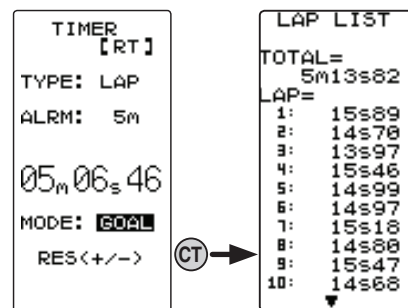 TIMER
[RT]
TYPE: LAP
ALRM: 5m
05m06s46
MODE: GOAL
RES<+/->
CT
LAP LIST
TOTAL=
5m13s82
LAP=
1: 15s89
2: 14s70
3: 13s97
4: 15s46
5: 14s99
6: 14s97
7: 15s18
8: 14s80
9: 15s47
10: 14s68